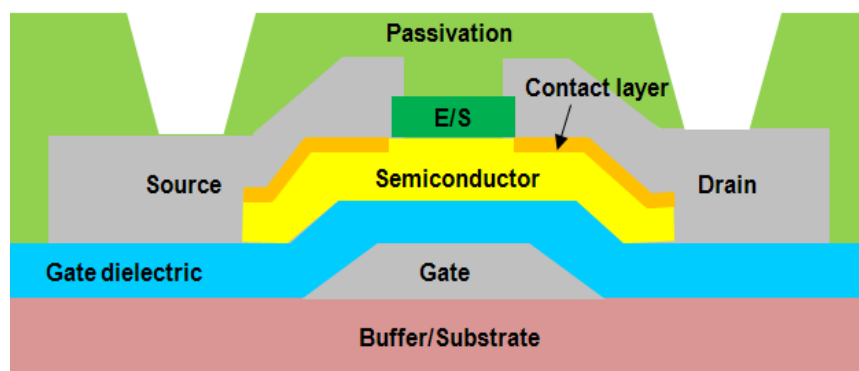 Passivation
Contact layer
E/S
Source
Semiconductor
Drain
Gate dielectric
Gate
Buffer/Substrate